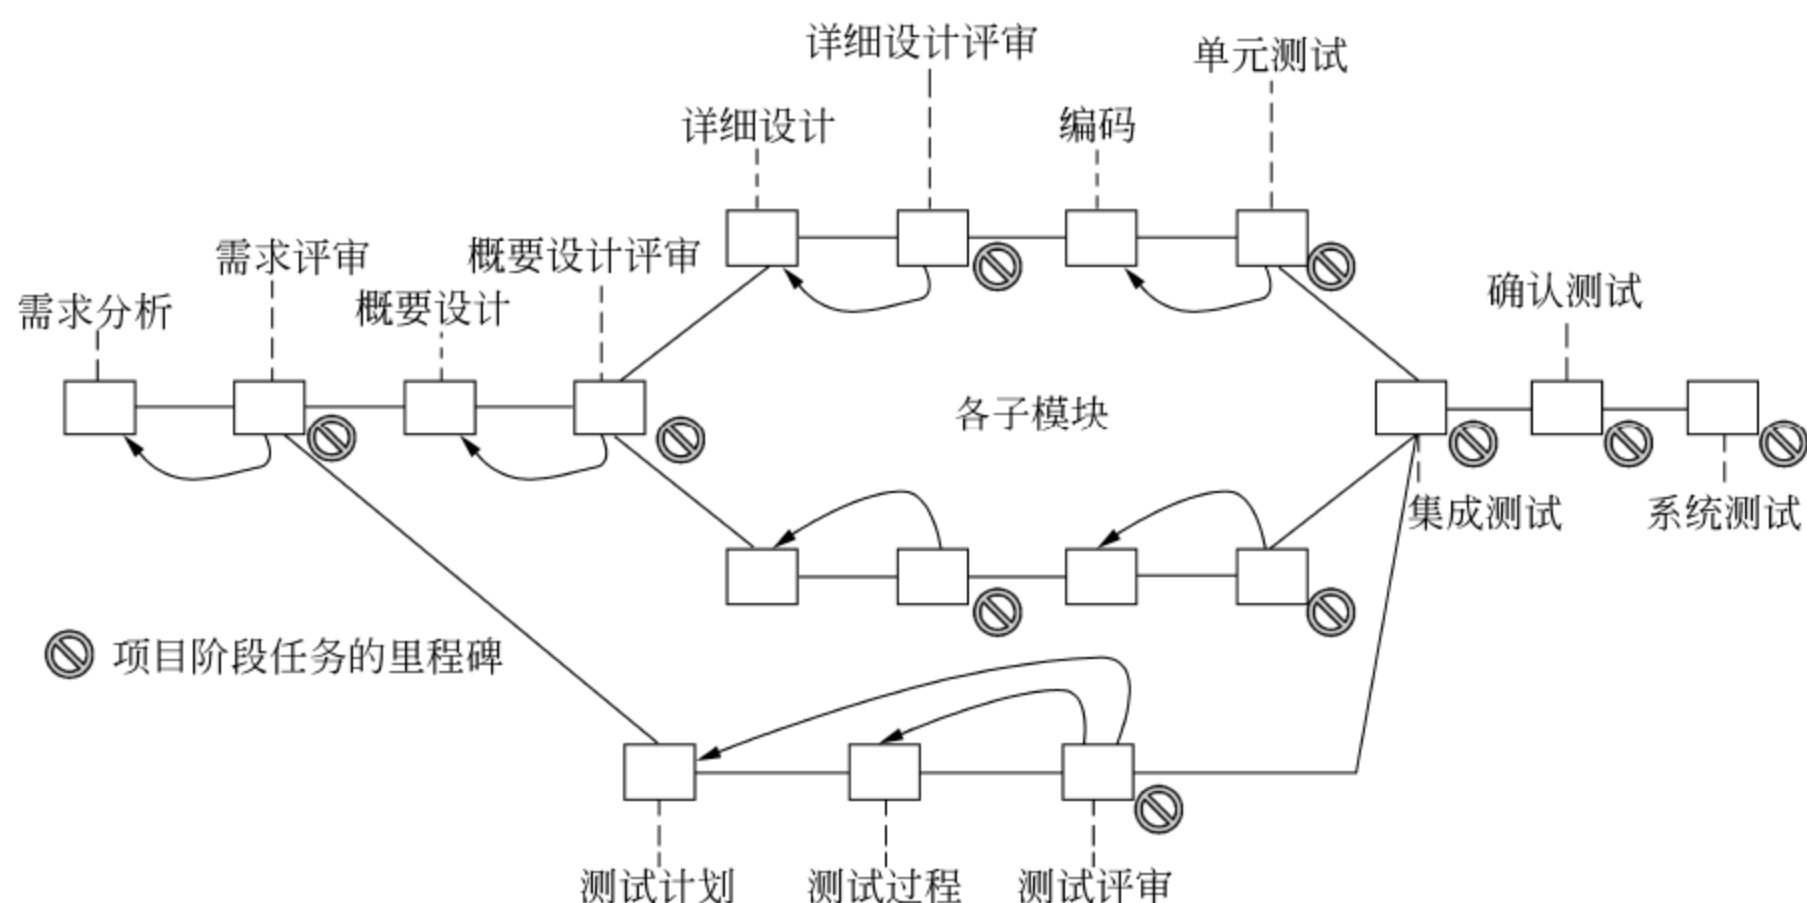 详细设计评审
单元测试
详细设计
编码
需求评审
概要设计评审
确认测试
需求分析
概要设计
各子模块
集成测试
系统测试
项目阶段任务的里程碑
测试计划
测试过程
测试评审